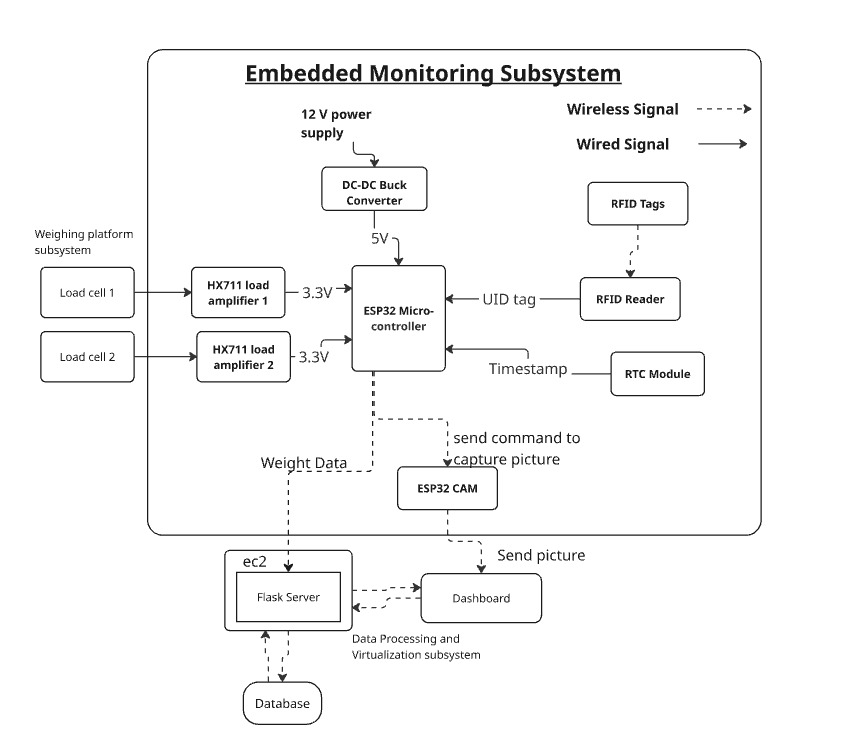 Embedded Monitoring Subsystem
Wireless Signal
Wired Signal
12 V power
supply
DC-DC Buck
Converter
5V
RFID Tags
Weighing platform
subsystem
Load cell 1
HX711 load
amplifier 1
3.3V
ESP32 Micro-
controller
UID tag
RFID Reader
Load cell 2
HX711 load
amplifier 2
3.3V
Timestamp
RTC Module
send command to
capture picture
Weight Data
ESP32 CAM
Send picture
ec2
Flask Server
Dashboard
Data Processing and
Virtualization subsystem
Database